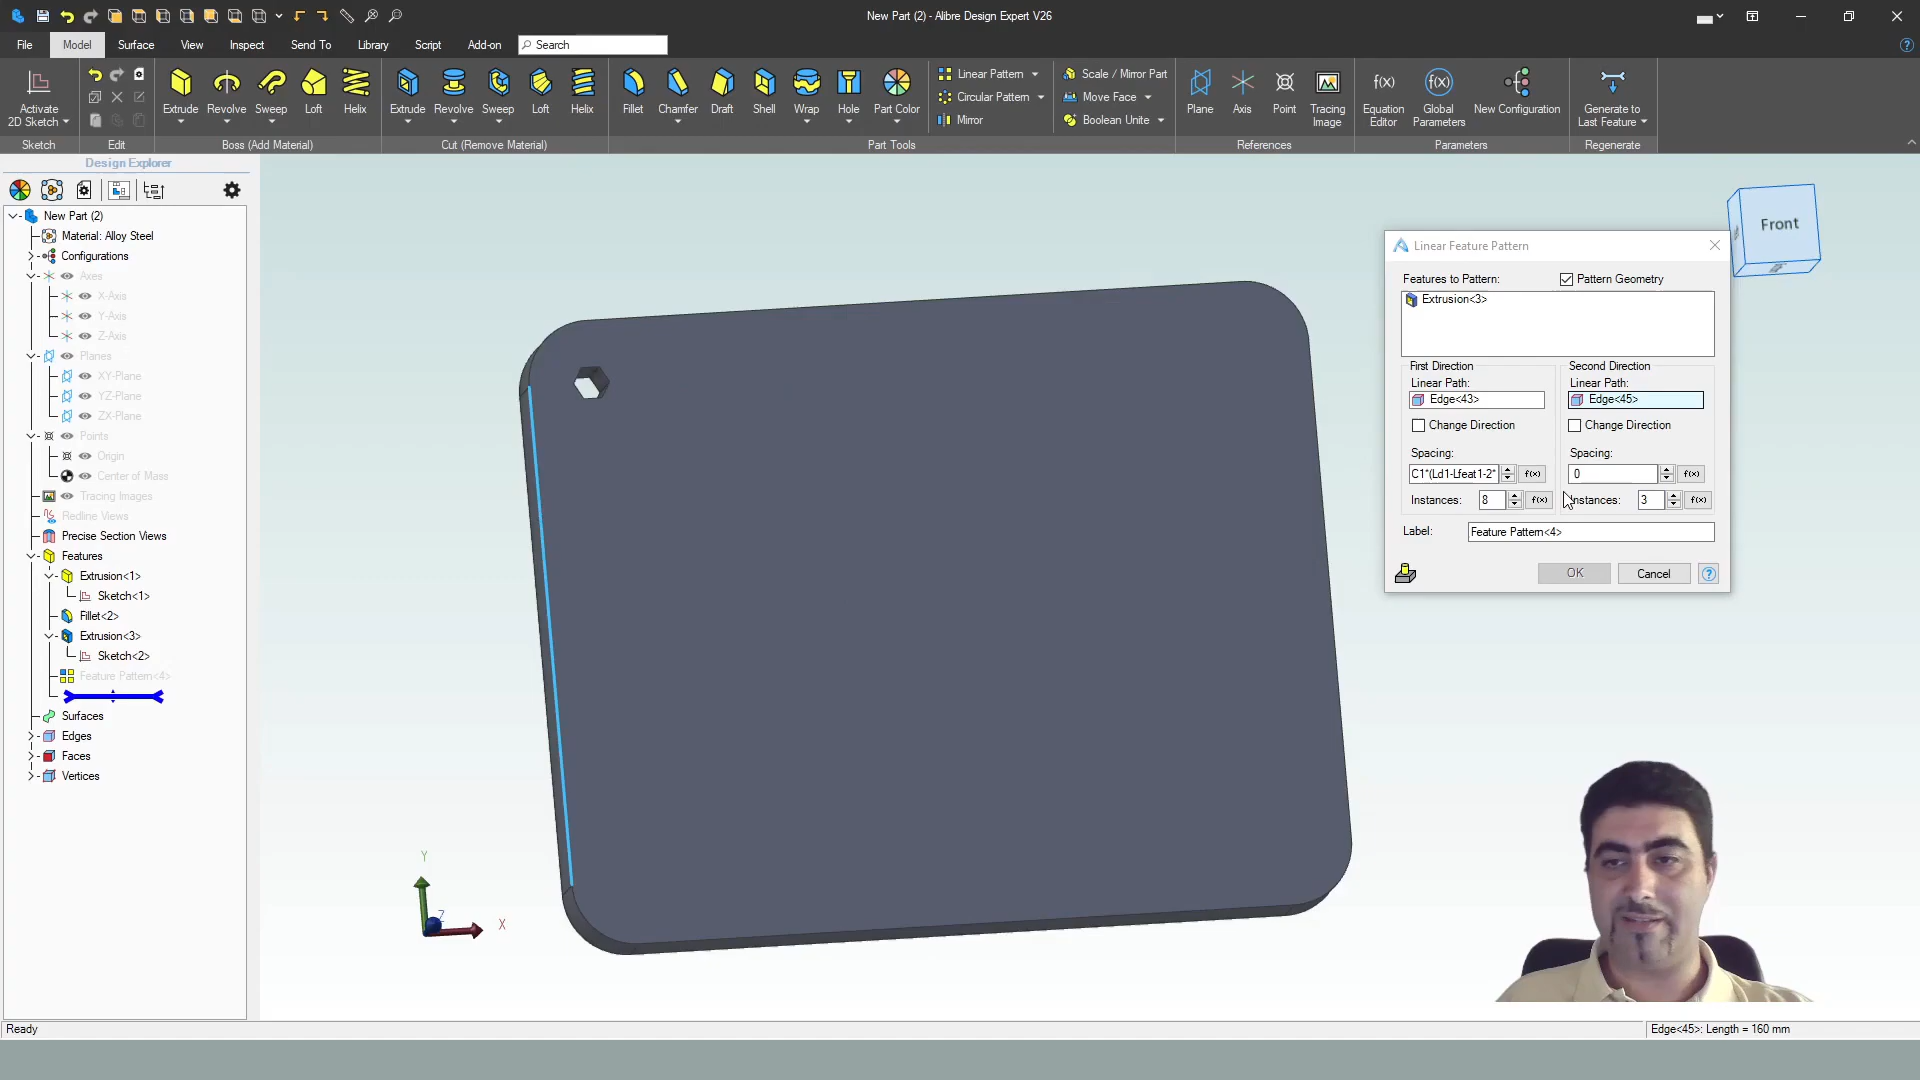 New Part (2) - Alibre Design Expert V26
File Model Surface View Inspect Send To Library Script Add-on Search
Activate
2D Sketch
Extrude Revolve Sweep Loft Helix
Extrude Revolve Sweep Loft Helix
Fillet Chamfer Draft Shell Wrap Hole Part Color
Linear Pattern
Circular Pattern
Mirror
Scale / Mirror Part
Move Face
Boolean Unite
Plane Axis Point Tracing
Image
Equation
Editor
Global
Parameters
New Configuration
Generate to
Last Feature
f(x) f(x)
Sketch Edit Boss (Add Material) Cut (Remove Material) Part Tools References Parameters Regenerate
Design Explorer
New Part (2)
Material: Alloy Steel
Configurations
Axes
X-Axis
Y-Axis
Z-Axis
Planes
XY-Plane
YZ-Plane
ZX-Plane
Points
Origin
Center of Mass
Tracing Images
Redline Views
Precise Section Views
Features
Extrusion<1>
Sketch<1>
Fillet<2>
Extrusion<3>
Sketch<2>
Feature Pattern<4>
Surfaces
Edges
Faces
Vertices
Y
Z
X
Front
Linear Feature Pattern
Features to Pattern: Pattern Geometry
Extrusion<3>
First Direction Second Direction
Linear Path: Linear Path:
Edge<43> Edge<45>
Change Direction Change Direction
Spacing: Spacing:
C1*(Ld1-Lfeat1-2* f(x) 0 f(x)
Instances: 8 f(x) Instances: 3 f(x)
Label: Feature Pattern<4>
OK Cancel
Ready
Edge<45>: Length = 160 mm